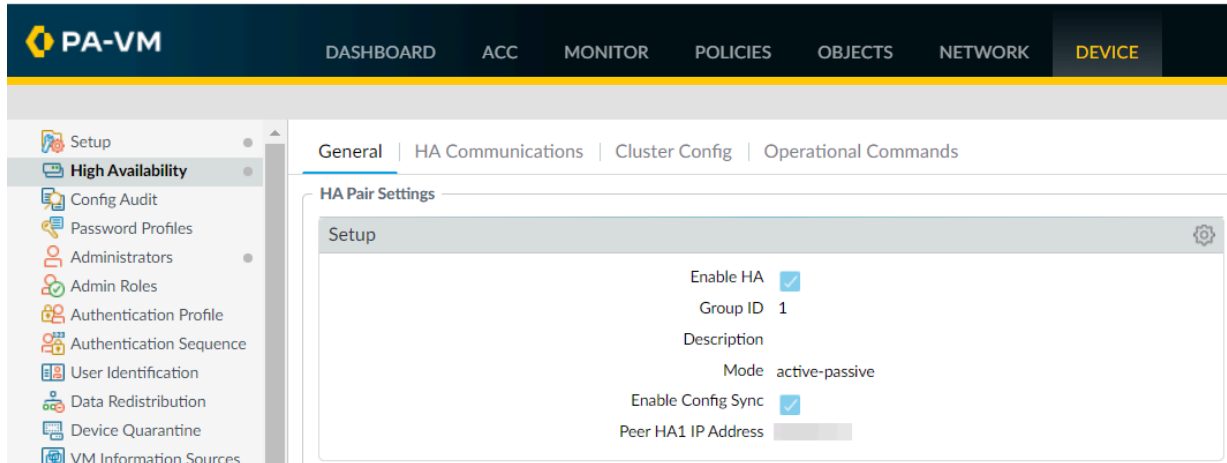 PA-VM
DASHBOARD ACC MONITOR POLICIES OBJECTS NETWORK DEVICE
Setup
High Availability
Config Audit
Password Profiles
Administrators
Admin Roles
Authentication Profile
Authentication Sequence
User Identification
Data Redistribution
Device Quarantine
VM Information Sources
General | HA Communications | Cluster Config | Operational Commands
HA Pair Settings
Setup
Enable HA
Group ID 1
Description
Mode active-passive
Enable Config Sync
Peer HA1 IP Address